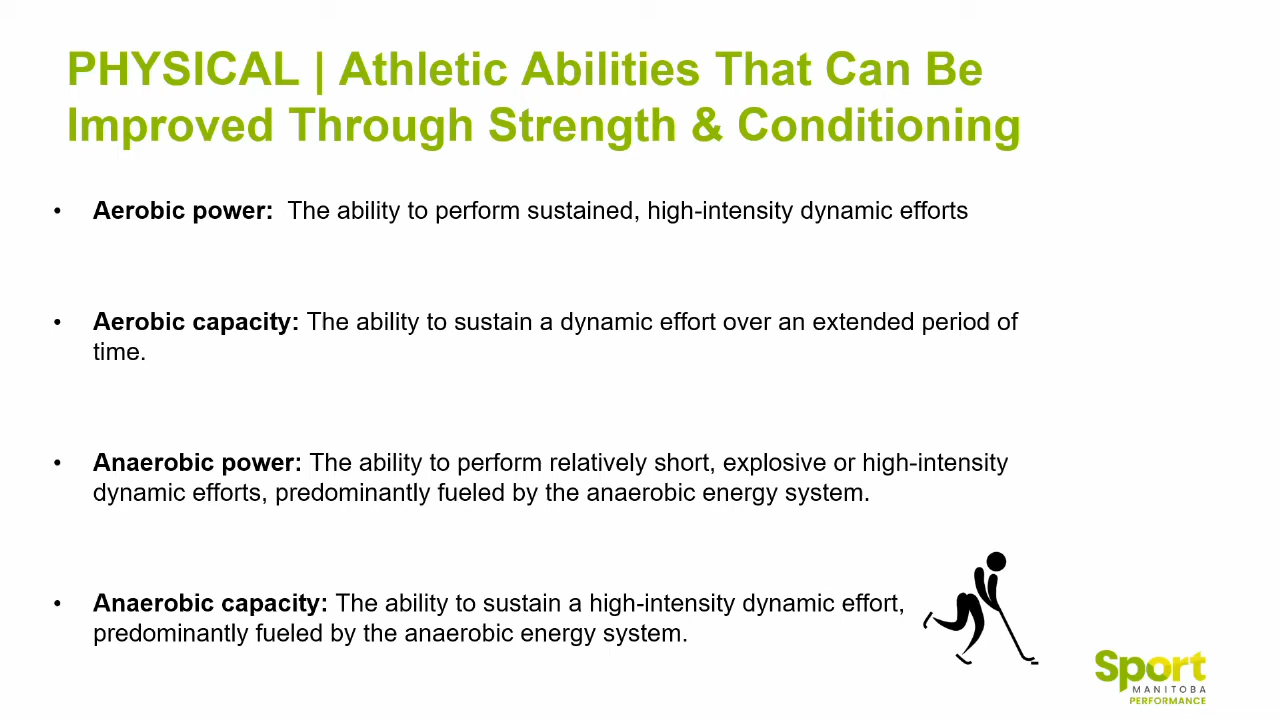 PHYSICAL | Athletic Abilities That Can Be
Improved Through Strength & Conditioning
• Aerobic power:  The ability to perform sustained, high-intensity dynamic efforts
• Aerobic capacity: The ability to sustain a dynamic effort over an extended period of
time.
• Anaerobic power: The ability to perform relatively short, explosive or high-intensity
dynamic efforts, predominantly fueled by the anaerobic energy system.
• Anaerobic capacity: The ability to sustain a high-intensity dynamic effort,
predominantly fueled by the anaerobic energy system.
Sport
MANITOBA
PERFORMANCE